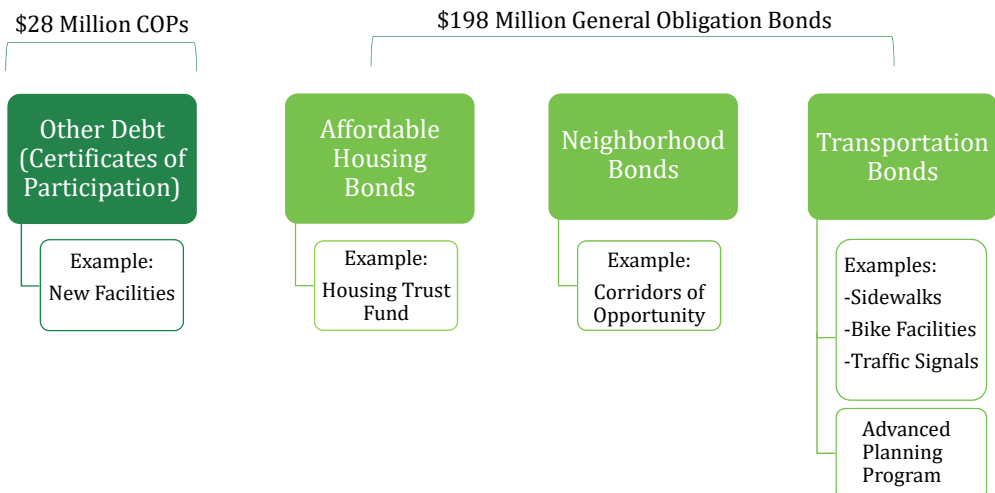 $28 Million COPs
$198 Million General Obligation Bonds
Other Debt
(Certificates of
Participation)
Example:
New Facilities
Affordable
Housing
Bonds
Example:
Housing Trust
Fund
Neighborhood
Bonds
Example:
Corridors of
Opportunity
Transportation
Bonds
Examples:
-Sidewalks
-Bike Facilities
-Traffic Signals
Advanced
Planning
Program